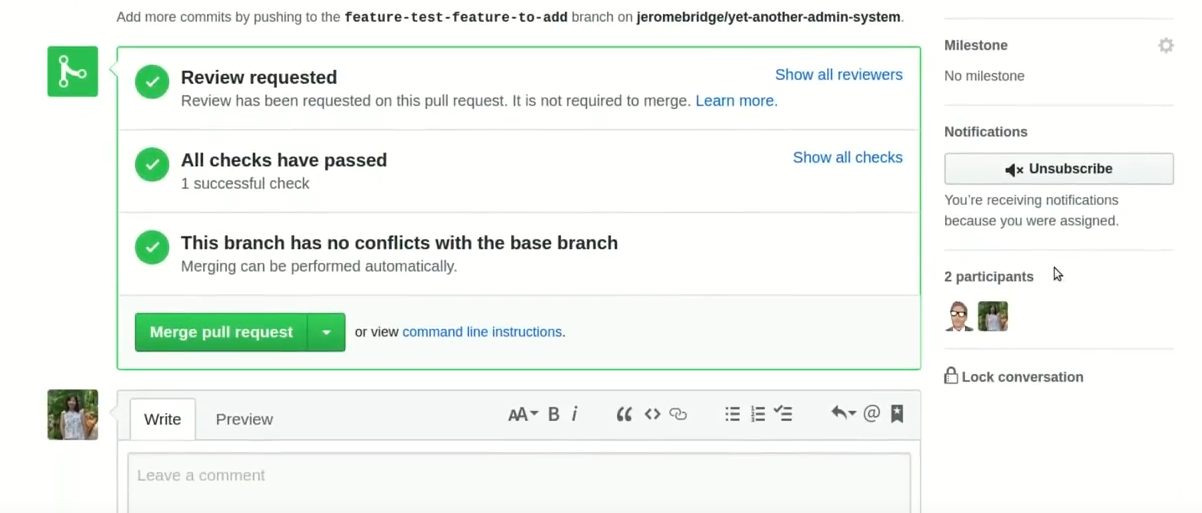 Add more commits by pushing to the feature-test-feature-to-add branch on jeromebridge/yet-another-admin-system.
Review requested
Show all reviewers
Review has been requested on this pull request. It is not required to merge. Learn more.
All checks have passed
Show all checks
1 successful check
This branch has no conflicts with the base branch
Merging can be performed automatically.
Merge pull request
or view command line instructions.
Write
Preview
AA
B
i
@
Leave a comment
Milestone
No milestone
Notifications
Unsubscribe
You’re receiving notifications
because you were assigned.
2 participants
Lock conversation